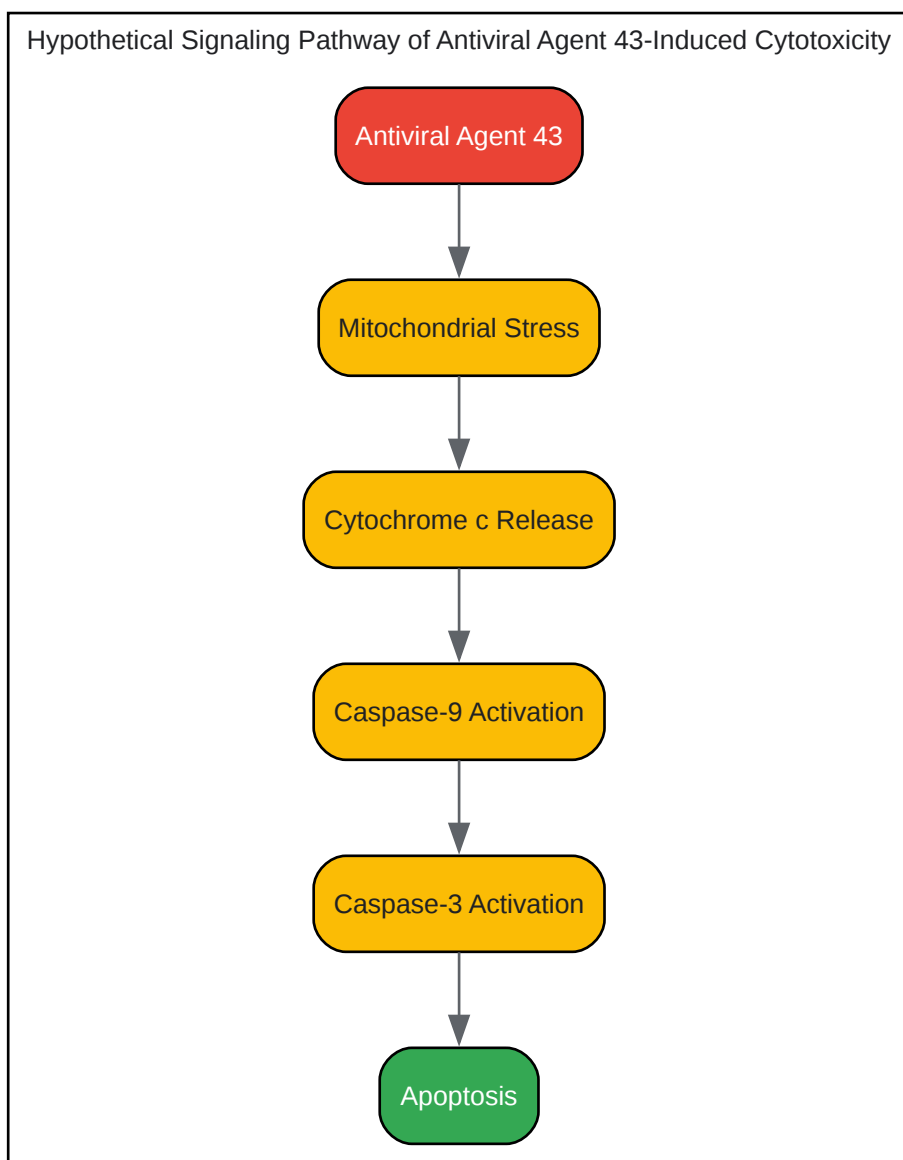 Hypothetical Signaling Pathway of Antiviral Agent 43-Induced Cytotoxicity
Antiviral Agent 43
Mitochondrial Stress
Cytochrome c Release
Caspase-9 Activation
Caspase-3 Activation
Apoptosis